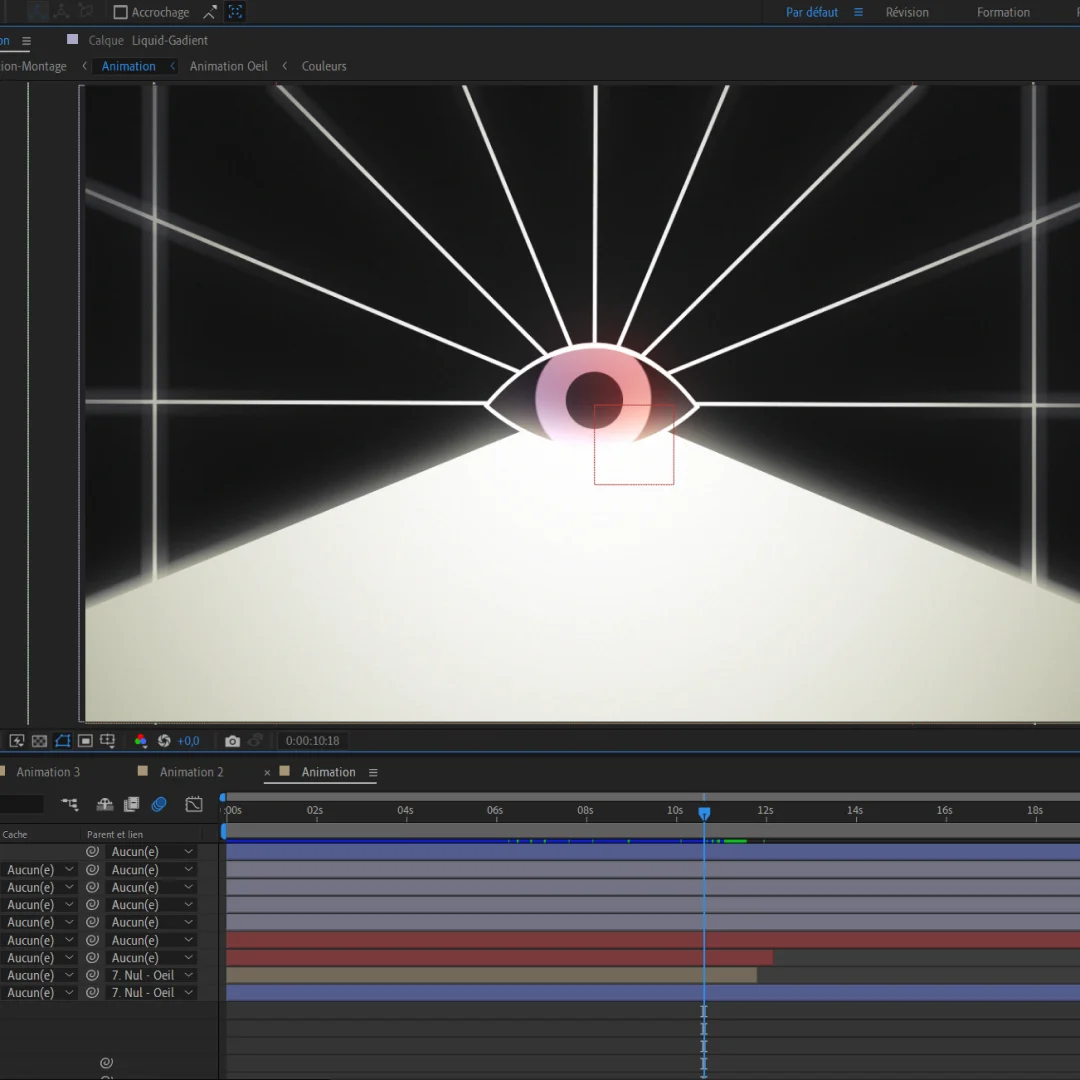 Accrochage Par défaut Révision Formation
on Calque Liquid-Gadient
ion-Montage Animation Animation Oeil Couleurs
+0,0 0:00:10:18
Animation 3 Animation 2 × Animation
:00s 02s 04s 06s 08s 10s 12s 14s 16s 18s
Cache Parent et lien
Aucun(e)
Aucun(e) Aucun(e)
Aucun(e) Aucun(e)
Aucun(e) Aucun(e)
Aucun(e) Aucun(e)
Aucun(e) Aucun(e)
Aucun(e) Aucun(e)
Aucun(e) 7. Nul - Oeil
Aucun(e) 7. Nul - Oeil